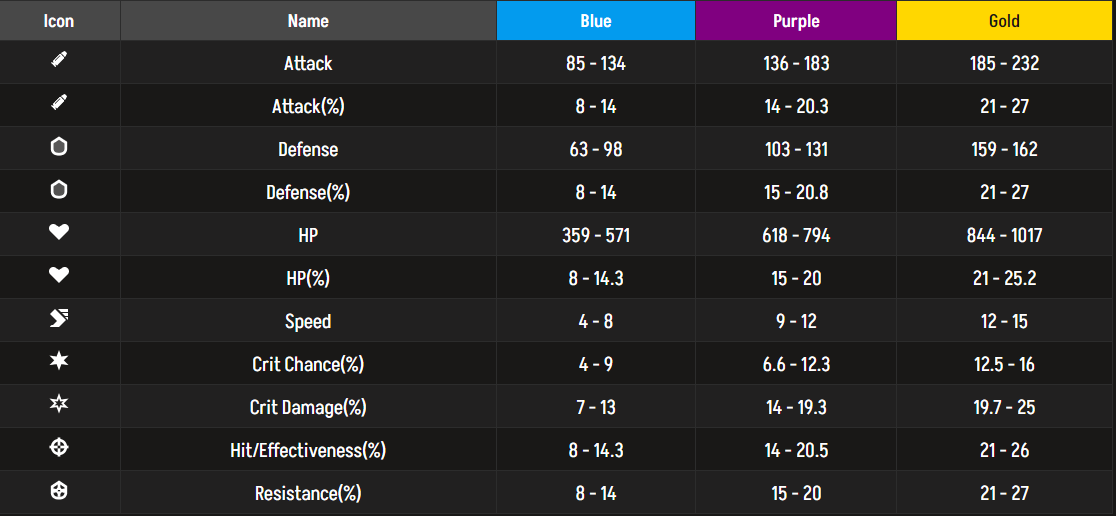 Icon Name Blue Purple Gold
Attack 85 - 134 136 - 183 185 - 232
Attack(%) 8 - 14 14 - 20.3 21 - 27
Defense 63 - 98 103 - 131 159 - 162
Defense(%) 8 - 14 15 - 20.8 21 - 27
HP 359 - 571 618 - 794 844 - 1017
HP(%) 8 - 14.3 15 - 20 21 - 25.2
Speed 4 - 8 9 - 12 12 - 15
Crit Chance(%) 4 - 9 6.6 - 12.3 12.5 - 16
Crit Damage(%) 7 - 13 14 - 19.3 19.7 - 25
Hit/Effectiveness(%) 8 - 14.3 14 - 20.5 21 - 26
Resistance(%) 8 - 14 15 - 20 21 - 27